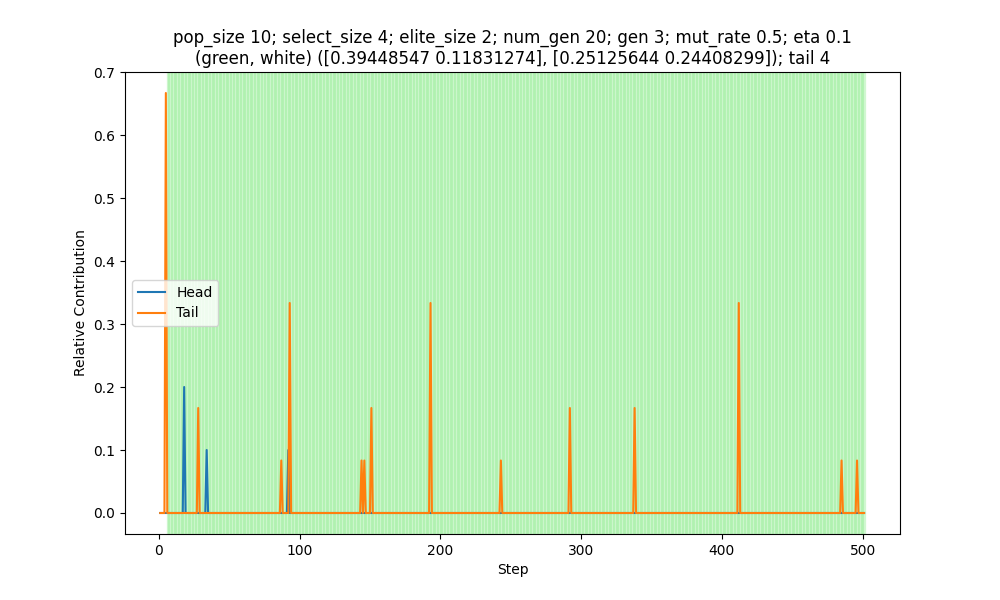 pop_size 10; select_size 4; elite_size 2; num_gen 20; gen 3; mut_rate 0.5; eta 0.1
(green, white) ([0.39448547 0.11831274], [0.25125644 0.24408299]); tail 4
0.7
0.6
0.5
0.4
0.3
0.2
0.1
0.0
Relative Contribution
Head
Tail
0
100
200
300
400
500
Step